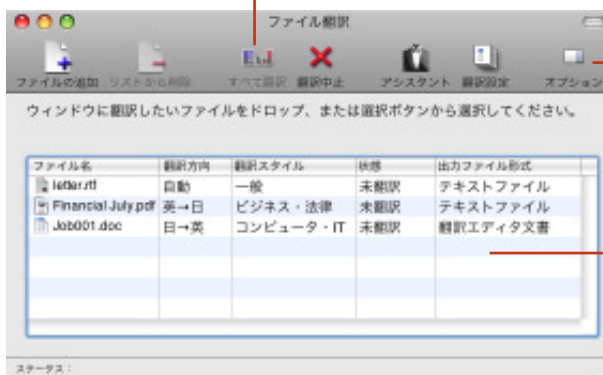 ファイル翻訳
ファイルの追加 リストから削除 すべて翻訳 翻訳中止 アシスタント 翻訳設定 オプション
ウィンドウに翻訳したいファイルをドロップ、または選択ボタンから選択してください。
ファイル名 翻訳方向 翻訳スタイル 状態 出力ファイル形式
letter.rtf 自動 一般 未翻訳 テキストファイル
Financial July.pdf 英→日 ビジネス・法律 未翻訳 テキストファイル
Job001.doc 日→英 コンピュータ・IT 未翻訳 翻訳エディタ文書
ステータス: